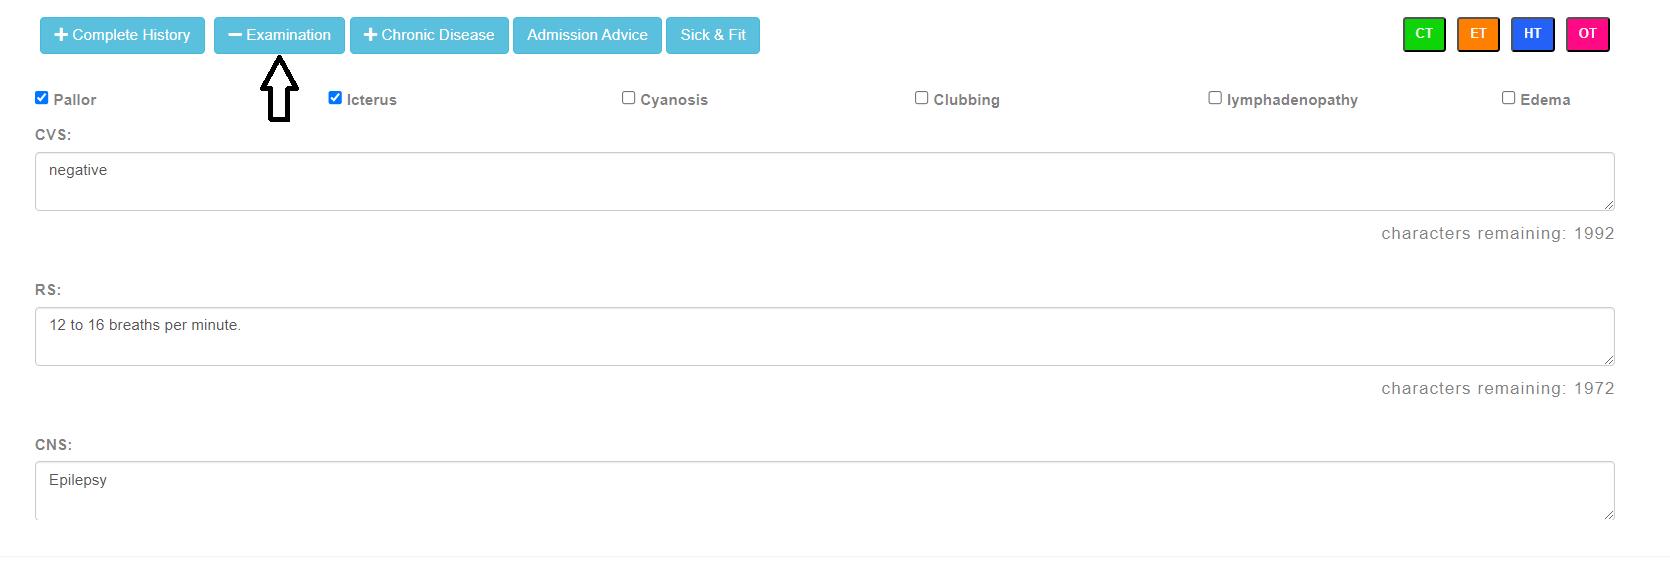 Complete History Examination Chronic Disease Admission Advice Sick & Fit CT ET HT OT
Pallor Icterus Cyanosis Clubbing lymphadenopathy Edema
CVS:
negative
characters remaining: 1992
RS:
12 to 16 breaths per minute.
characters remaining: 1972
CNS:
Epilepsy